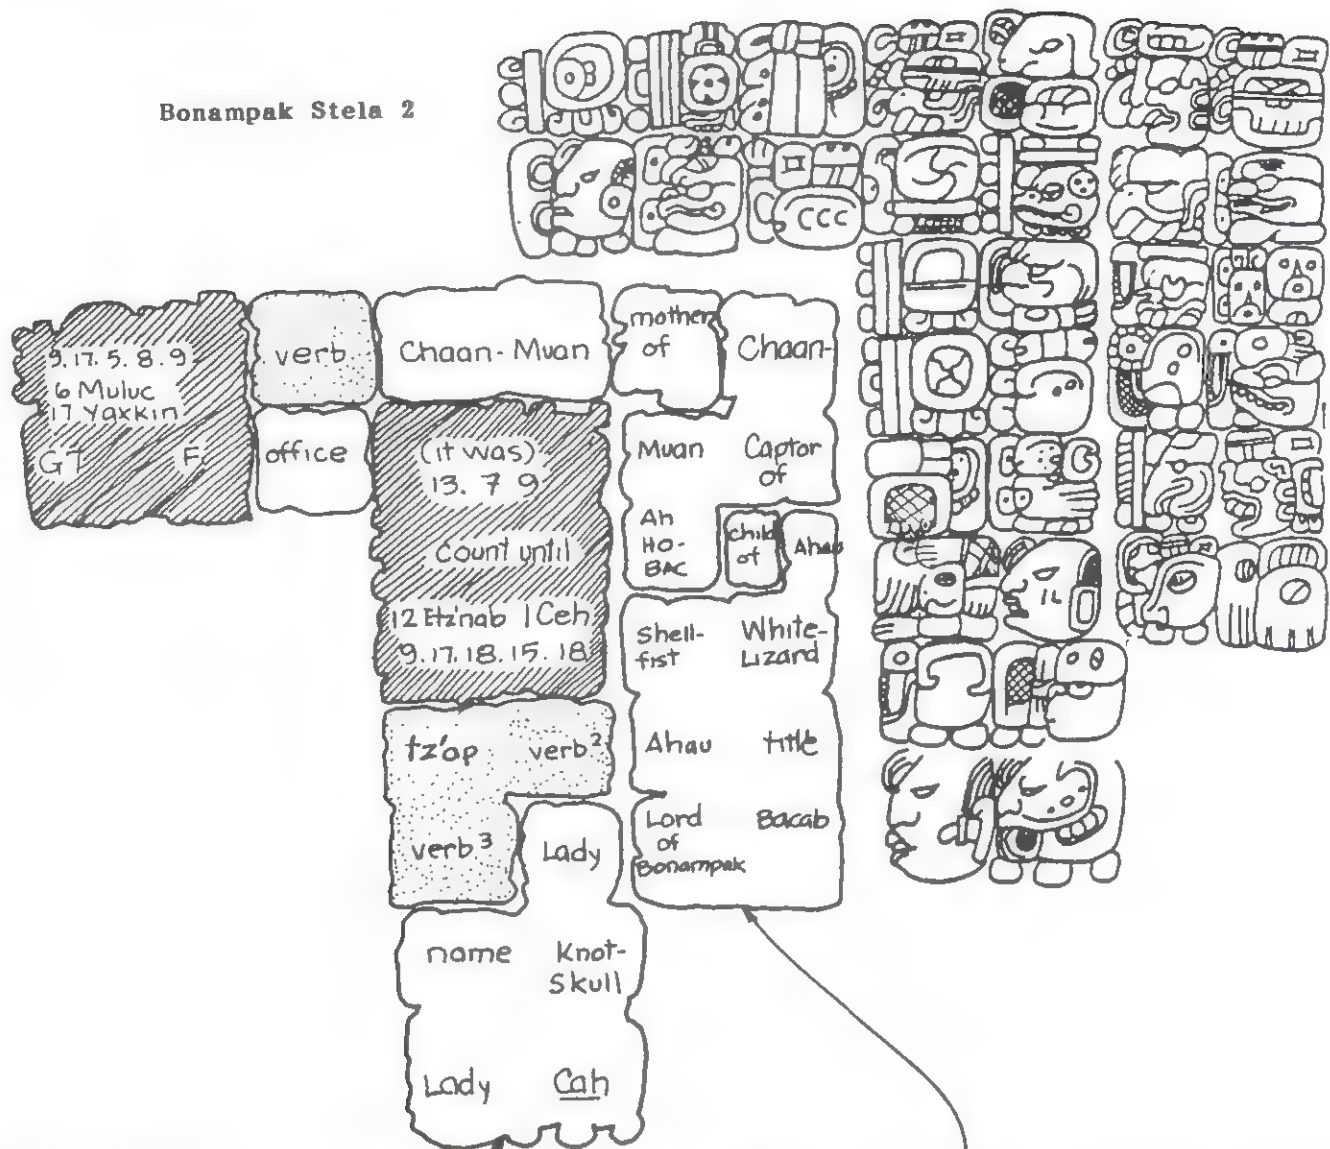 Bonampak Stela 2
9.17.5.8.9
6 Muluc
17 Yaxkin
G7 F
verb
office
Chaan-Muan
(it was)
13. 7 9
count until
12 Etz'nab 1 Ceh
9.17.18.15.18
tz'ap verb2
verb3 Lady
name Knot-
Skull
Lady Cah
mother
of
Chaan-
Muan Captor
of
Ah
HO-
BAC
child
of
Ahau
Shell-
fist
White-
Lizard
Ahau title
Lord
of
Bonampak
Bacab